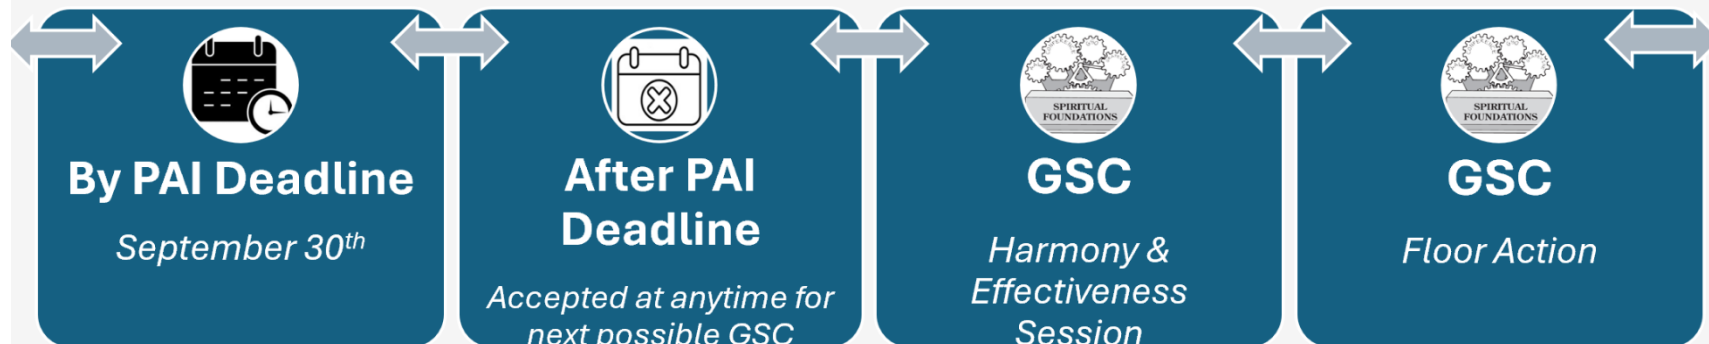 By PAI Deadline
September 30th
After PAI
Deadline
Accepted at anytime for
next possible GSC
SPIRITUAL
FOUNDATIONS
GSC
Harmony &
Effectiveness
Session
SPIRITUAL
FOUNDATIONS
GSC
Floor Action